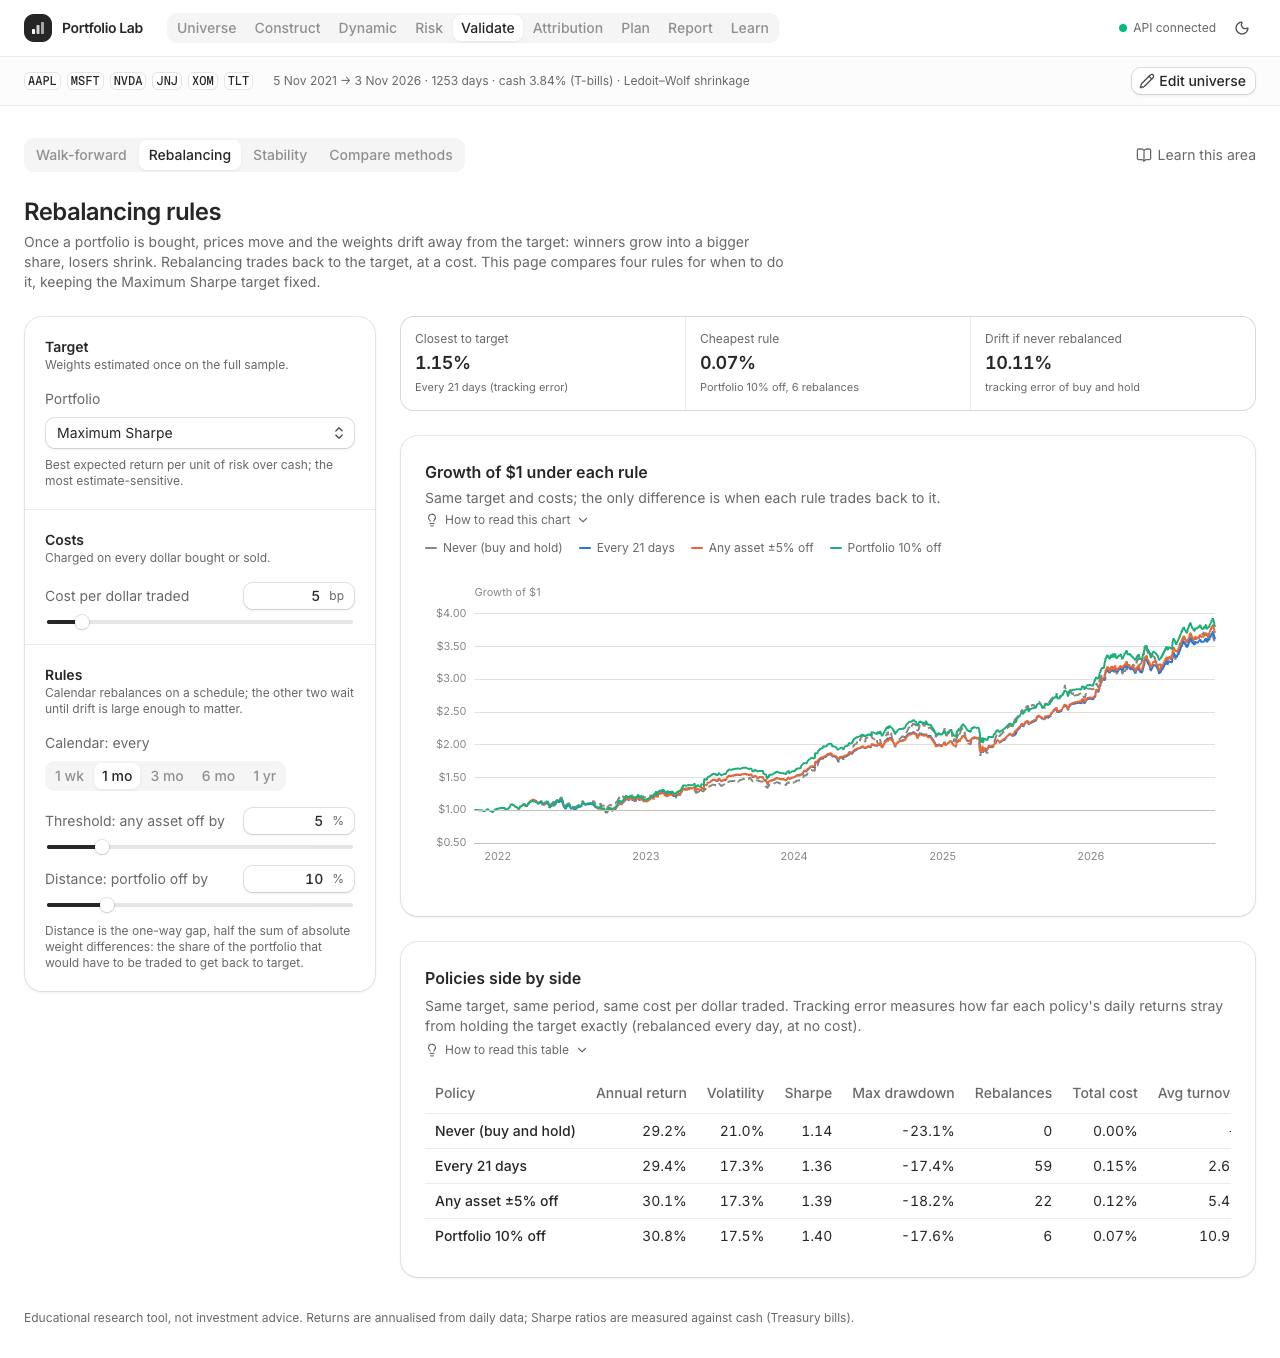 Portfolio Lab
Universe Construct Dynamic Risk Validate Attribution Plan Report Learn
API connected
AAPL MSFT NVDA JNJ XOM TLT
5 Nov 2021 → 3 Nov 2026 · 1253 days · cash 3.84% (T-bills) · Ledoit–Wolf shrinkage
Edit universe
Walk-forward Rebalancing Stability Compare methods
Learn this area
Rebalancing rules
Once a portfolio is bought, prices move and the weights drift away from the target: winners grow into a bigger
share, losers shrink. Rebalancing trades back to the target, at a cost. This page compares four rules for when to do
it, keeping the Maximum Sharpe target fixed.
Target
Weights estimated once on the full sample.
Portfolio
Maximum Sharpe
Best expected return per unit of risk over cash; the
most estimate-sensitive.
Costs
Charged on every dollar bought or sold.
Cost per dollar traded 5 bp
Rules
Calendar rebalances on a schedule; the other two wait
until drift is large enough to matter.
Calendar: every
1 wk 1 mo 3 mo 6 mo 1 yr
Threshold: any asset off by 5 %
Distance: portfolio off by 10 %
Distance is the one-way gap, half the sum of absolute
weight differences: the share of the portfolio that
would have to be traded to get back to target.
Closest to target
1.15%
Every 21 days (tracking error)
Cheapest rule
0.07%
Portfolio 10% off, 6 rebalances
Drift if never rebalanced
10.11%
tracking error of buy and hold
Growth of $1 under each rule
Same target and costs; the only difference is when each rule trades back to it.
How to read this chart
Never (buy and hold) Every 21 days Any asset ±5% off Portfolio 10% off
Growth of $1
$4.00
$3.50
$3.00
$2.50
$2.00
$1.50
$1.00
$0.50
2022 2023 2024 2025 2026
Policies side by side
Same target, same period, same cost per dollar traded. Tracking error measures how far each policy's daily returns stray
from holding the target exactly (rebalanced every day, at no cost).
How to read this table
Policy Annual return Volatility Sharpe Max drawdown Rebalances Total cost Avg turnov
Never (buy and hold) 29.2% 21.0% 1.14 -23.1% 0 0.00%
Every 21 days 29.4% 17.3% 1.36 -17.4% 59 0.15% 2.6
Any asset ±5% off 30.1% 17.3% 1.39 -18.2% 22 0.12% 5.4
Portfolio 10% off 30.8% 17.5% 1.40 -17.6% 6 0.07% 10.9
Educational research tool, not investment advice. Returns are annualised from daily data; Sharpe ratios are measured against cash (Treasury bills).